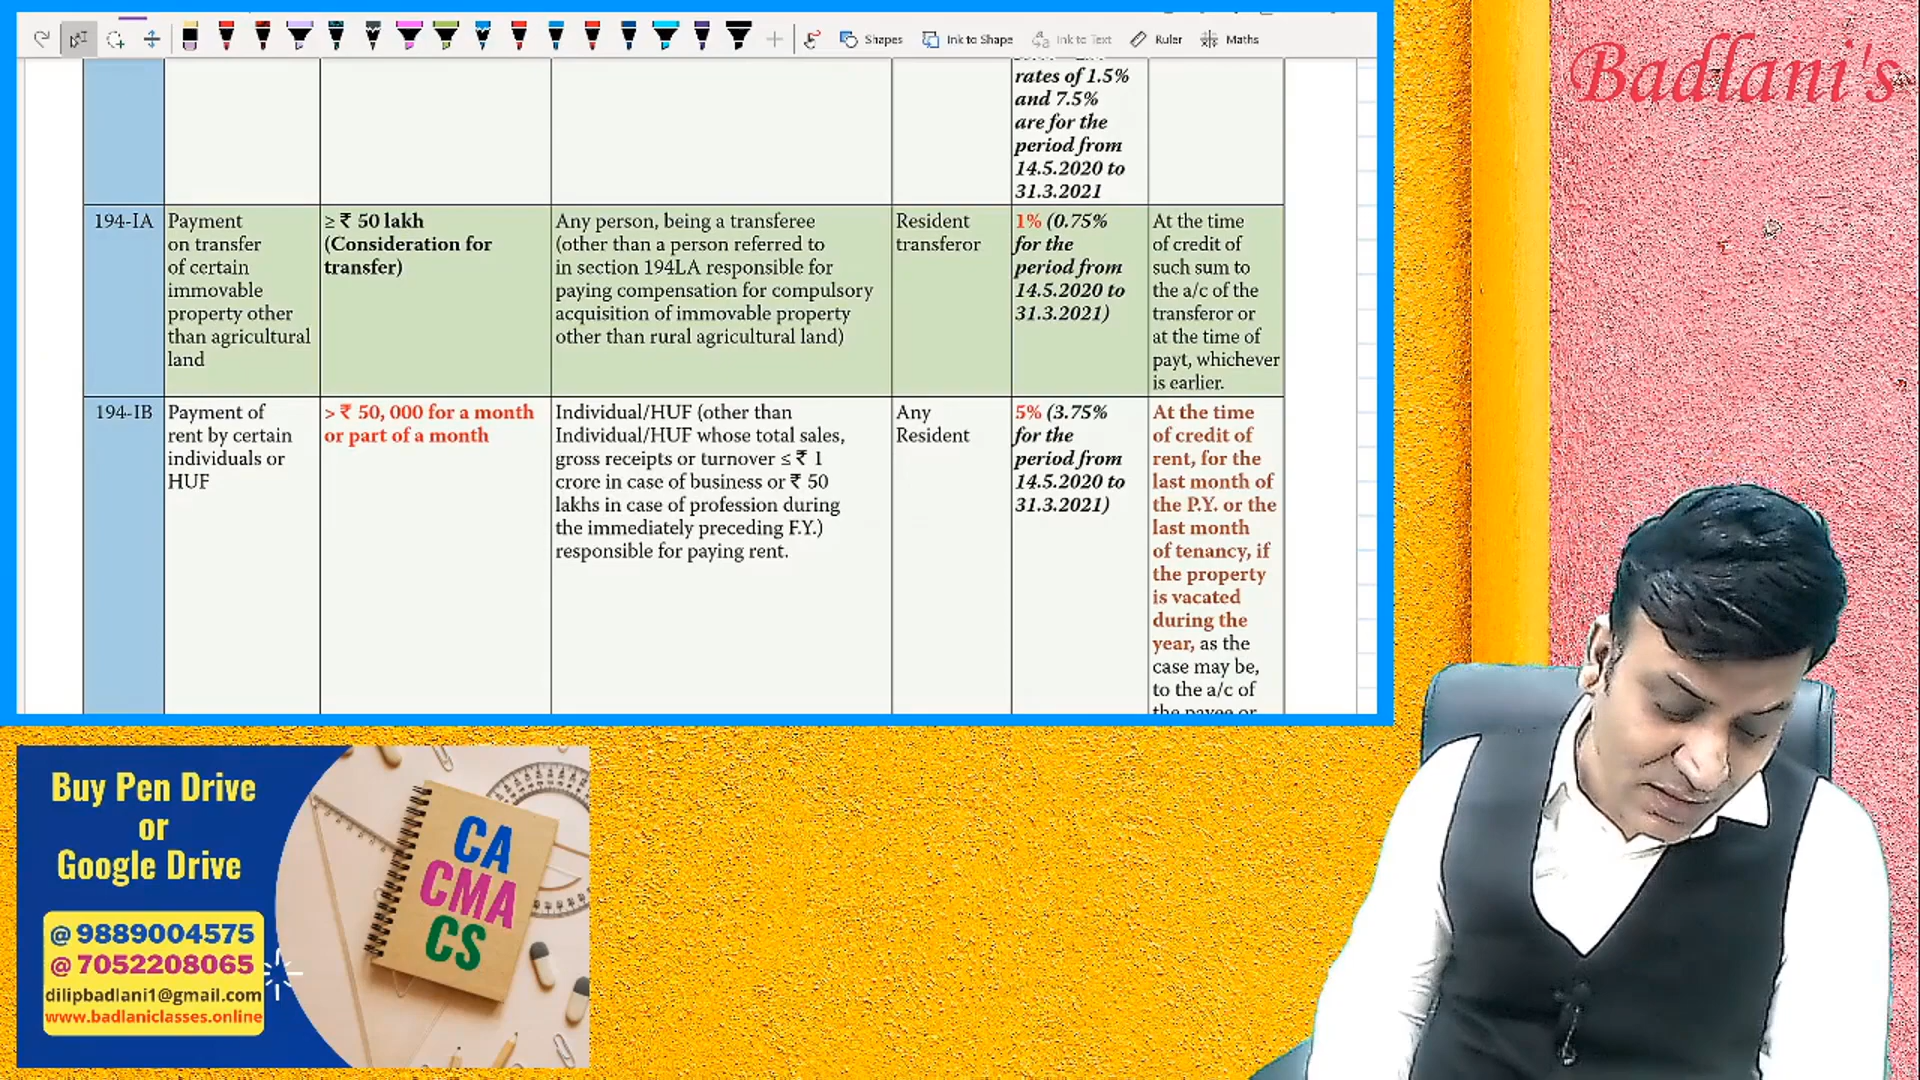 Shapes
Ink to Shape
Ink to Text
Ruler
Maths
Badlani's
rates of 1.5%
and 7.5%
are for the
period from
14.5.2020 to
31.3.2021
194-IA
Payment
on transfer
of certain
immovable
property other
than agricultural
land
≥ ₹ 50 lakh
(Consideration for
transfer)
Any person, being a transferee
(other than a person referred to
in section 194LA responsible for
paying compensation for compulsory
acquisition of immovable property
other than rural agricultural land)
Resident
transferor
1% (0.75%
for the
period from
14.5.2020 to
31.3.2021)
At the time
of credit of
such sum to
the a/c of the
transferor or
at the time of
payt, whichever
is earlier.
194-IB
Payment of
rent by certain
individuals or
HUF
> ₹ 50, 000 for a month
or part of a month
Individual/HUF (other than
Individual/HUF whose total sales,
gross receipts or turnover ≤ ₹ 1
crore in case of business or ₹ 50
lakhs in case of profession during
the immediately preceding F.Y.)
responsible for paying rent.
Any
Resident
5% (3.75%
for the
period from
14.5.2020 to
31.3.2021)
At the time
of credit of
rent, for the
last month of
the P.Y. or the
last month
of tenancy, if
the property
is vacated
during the
year, as the
case may be,
to the a/c of
the payee or
Buy Pen Drive
or
Google Drive
@ 9889004575
@ 7052208065
dilipbadlani1@gmail.com
www.badlaniclasses.online
CA
CMA
CS